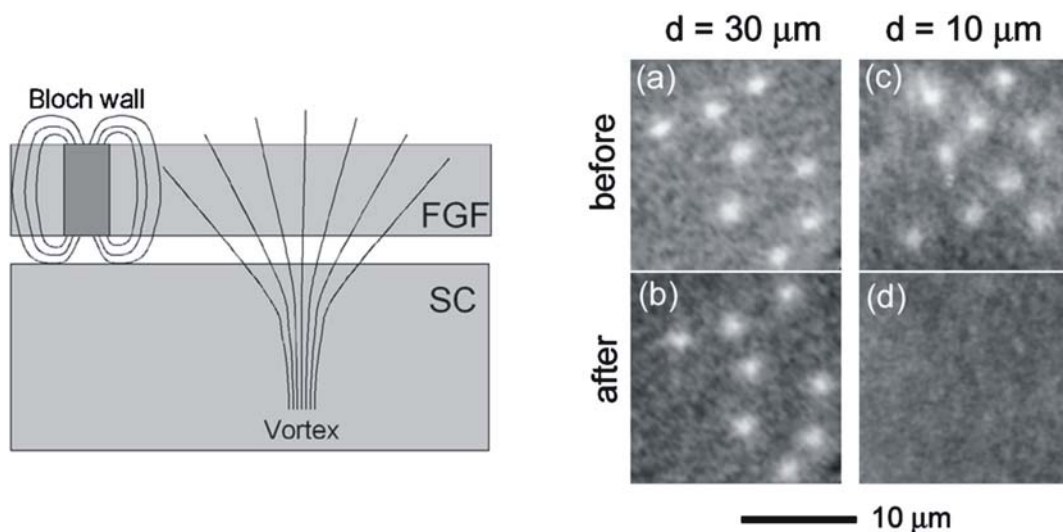 Bloch wall
FGF
SC
Vortex
d = 30 μm
d = 10 μm
before
(a)
(c)
after
(b)
(d)
10 μm